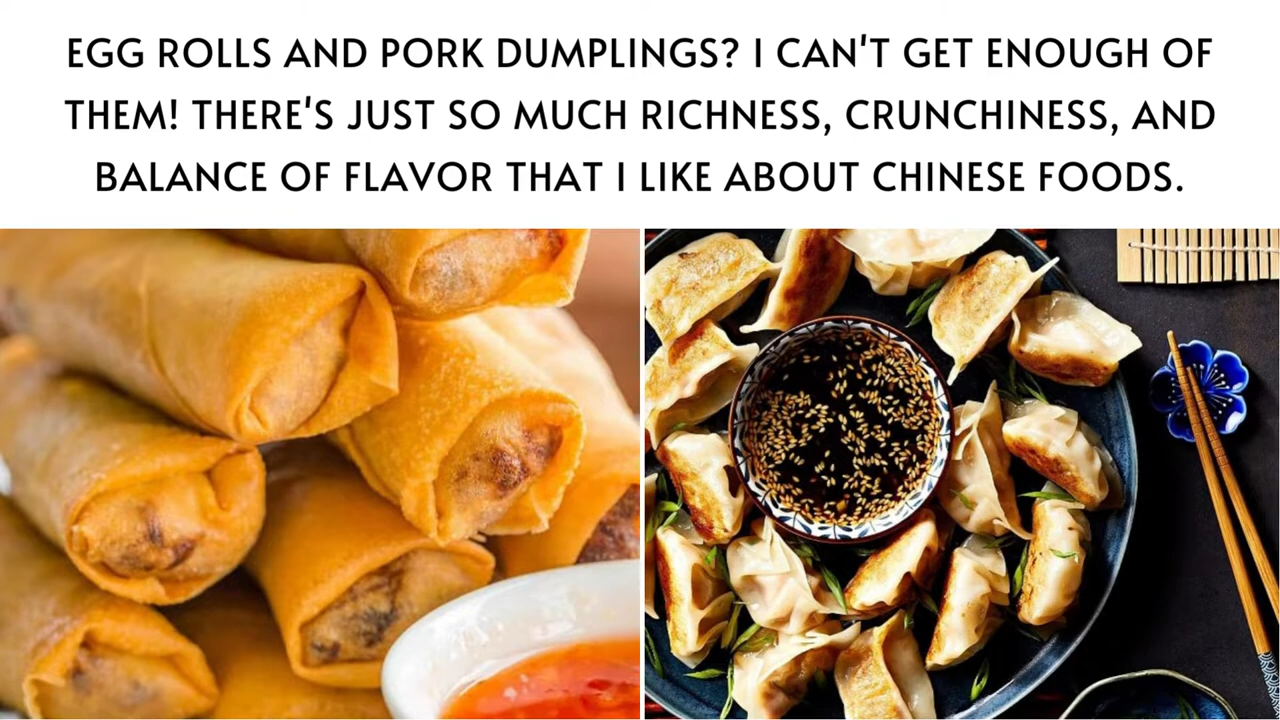 EGG ROLLS AND PORK DUMPLINGS? I CAN'T GET ENOUGH OF
THEM! THERE'S JUST SO MUCH RICHNESS, CRUNCHINESS, AND
BALANCE OF FLAVOR THAT I LIKE ABOUT CHINESE FOODS.